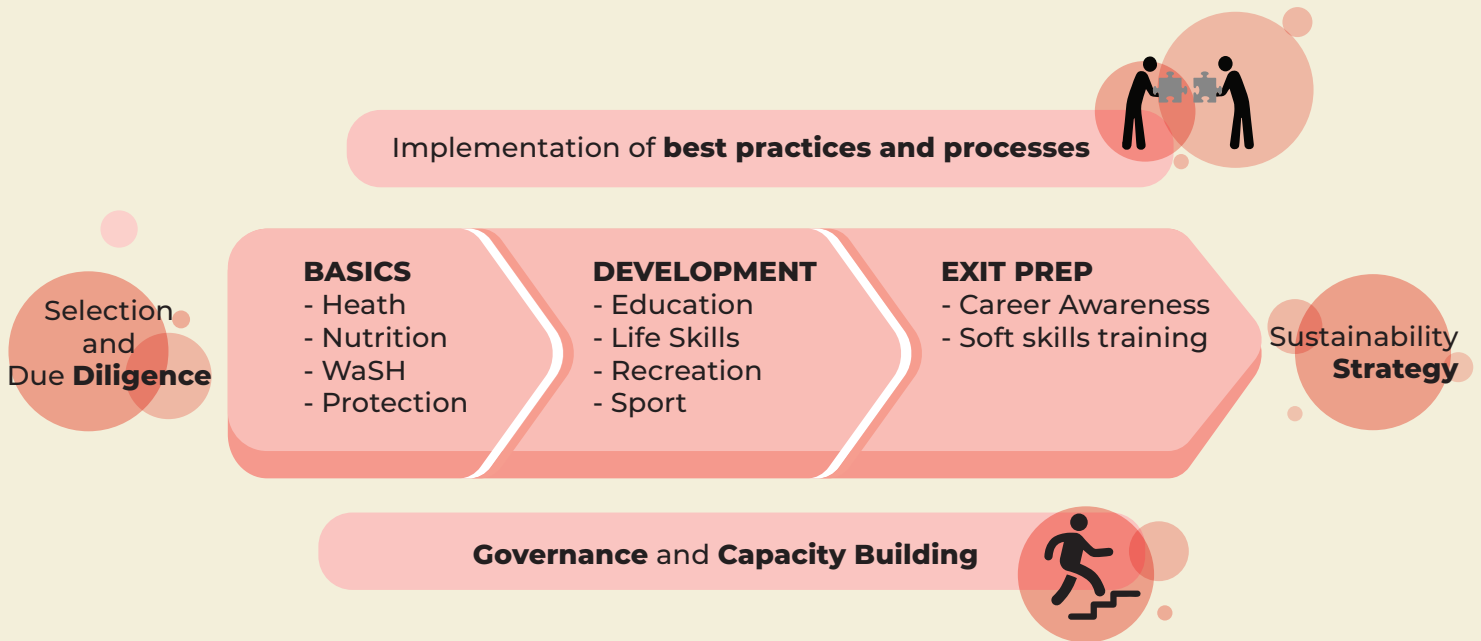 Implementation of best practices and processes
Selection
and
Due Diligence
BASICS
- Heath
- Nutrition
- WaSH
- Protection
DEVELOPMENT
- Education
- Life Skills
- Recreation
- Sport
EXIT PREP
- Career Awareness
- Soft skills training
Sustainability
Strategy
Governance and Capacity Building